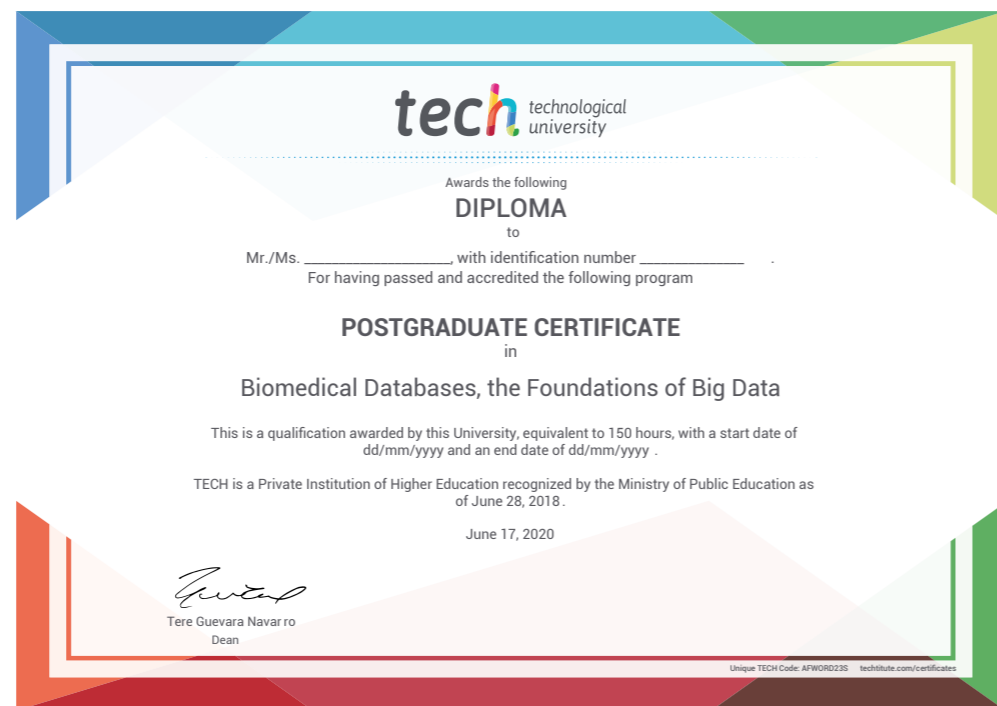 tech technological
university
Awards the following
DIPLOMA
to
Mr./Ms. ____________________, with identification number ______________ .
For having passed and accredited the following program
POSTGRADUATE CERTIFICATE
in
Biomedical Databases, the Foundations of Big Data
This is a qualification awarded by this University, equivalent to 150 hours, with a start date of
dd/mm/yyyy and an end date of dd/mm/yyyy .
TECH is a Private Institution of Higher Education recognized by the Ministry of Public Education as
of June 28, 2018.
June 17, 2020
Tere Guevara Navarro
Dean
Unique TECH Code: AFWORD23S techtitute.com/certificates